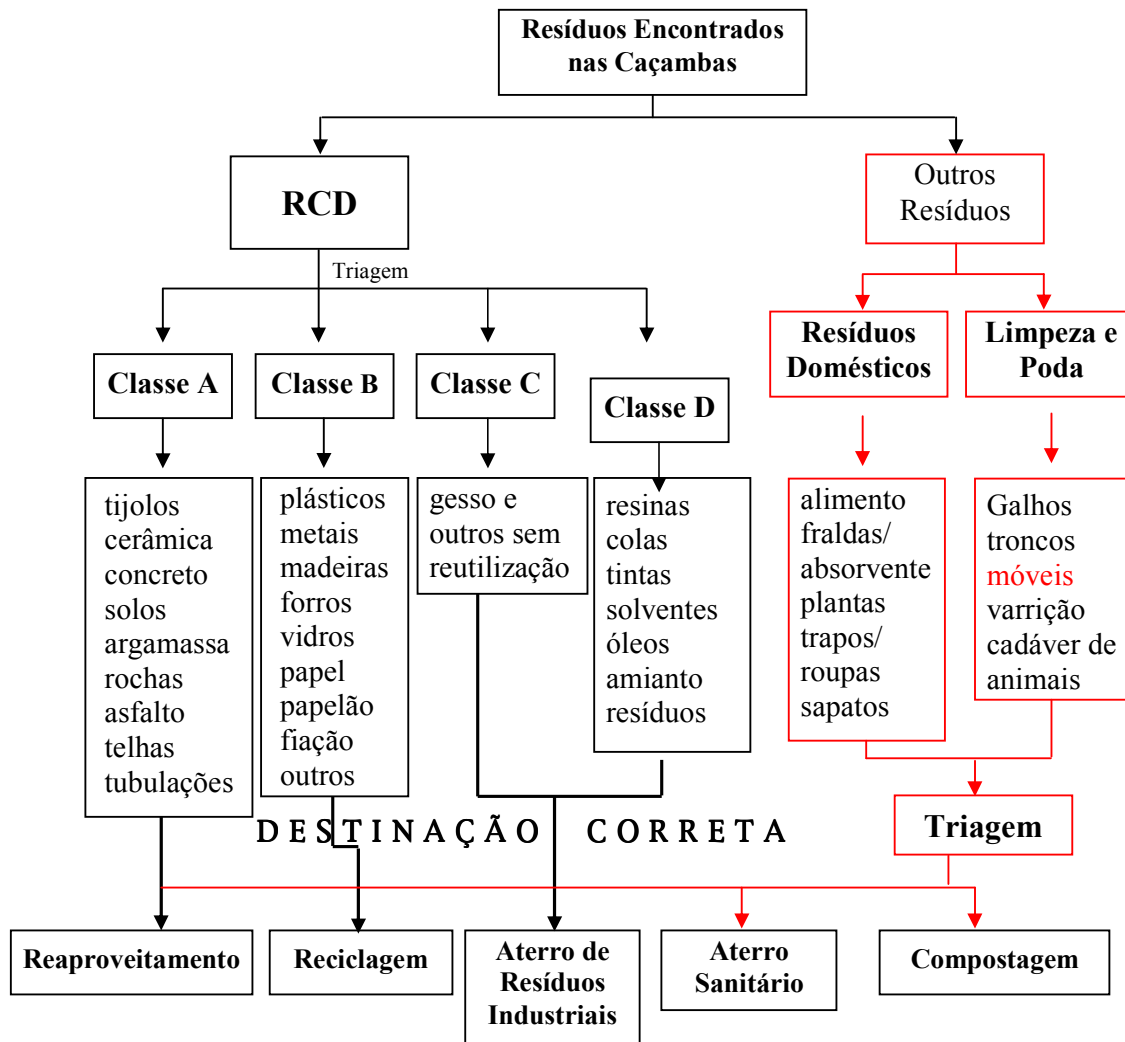 Resíduos Encontrados
nas Caçambas
RCD
Outros
Resíduos
Triagem
Classe A
Classe B
Classe C
Classe D
Resíduos
Domésticos
Limpeza e
Poda
tijolos
cerâmica
concreto
solos
argamassa
rochas
asfalto
telhas
tubulações
plásticos
metais
madeiras
forros
vidros
papel
papelão
fiação
outros
gesso e
outros sem
reutilização
resinas
colas
tintas
solventes
óleos
amianto
resíduos
alimento
fraldas/
absorvente
plantas
trapos/
roupas
sapatos
Galhos
troncos
móveis
varrição
cadáver de
animais
DESTINAÇÃO CORRETA
Triagem
Reaproveitamento
Reciclagem
Aterro de
Resíduos
Industriais
Aterro
Sanitário
Compostagem